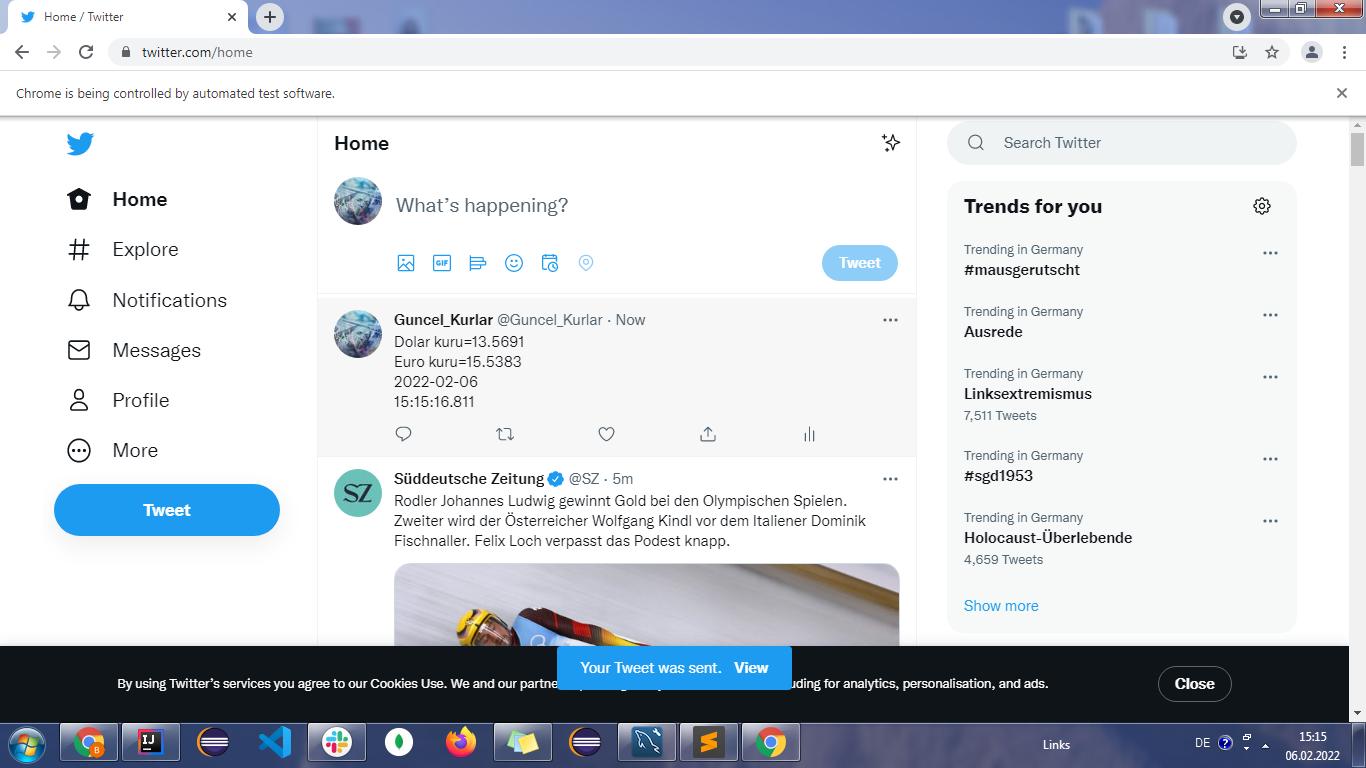 Home / Twitter
twitter.com/home
Chrome is being controlled by automated test software.
Home
Explore
Notifications
Messages
Profile
More
Tweet
Home
What's happening?
GIF
Tweet
Guncel_Kurlar @Guncel_Kurlar · Now
Dolar kuru=13.5691
Euro kuru=15.5383
2022-02-06
15:15:16.811
SZ
Süddeutsche Zeitung @SZ · 5m
Rodler Johannes Ludwig gewinnt Gold bei den Olympischen Spielen.
Zweiter wird der Österreicher Wolfgang Kindl vor dem Italiener Dominik
Fischnaller. Felix Loch verpasst das Podest knapp.
Search Twitter
Trends for you
Trending in Germany
#mausgerutscht
Trending in Germany
Ausrede
Trending in Germany
Linksextremismus
7,511 Tweets
Trending in Germany
#sgd1953
Trending in Germany
Holocaust-Überlebende
4,659 Tweets
Show more
Your Tweet was sent. View
By using Twitter's services you agree to our Cookies Use. We and our for analytics, personalisation, and ads.
Close
B
IJ
Links
DE
15:15
06.02.2022